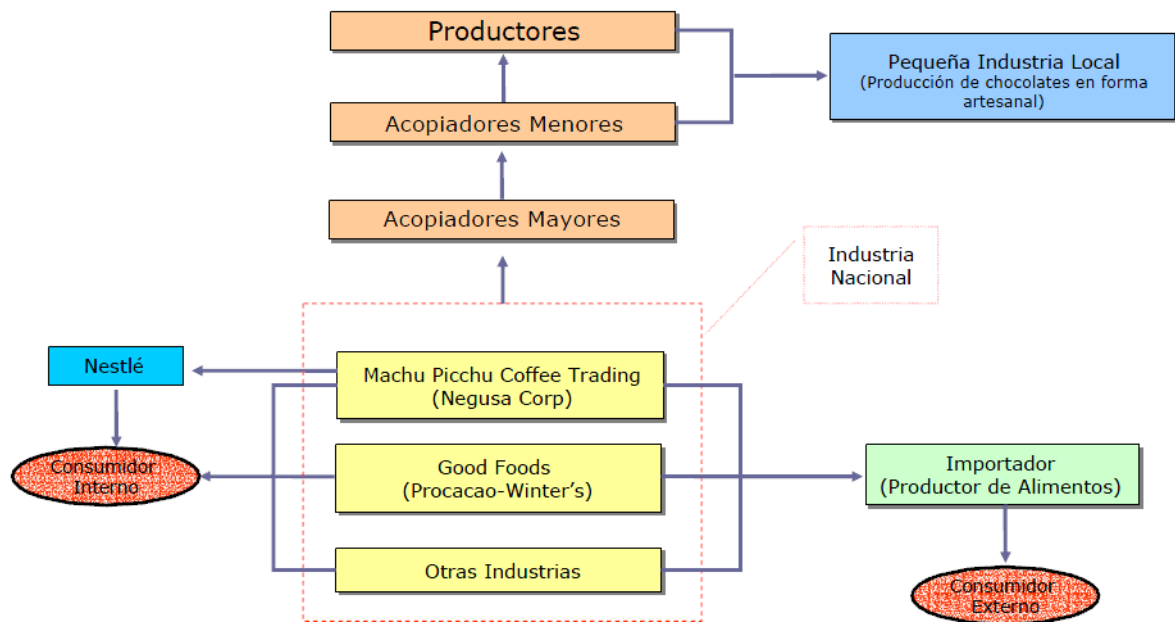 Productores
Pequeña Industria Local
(Producción de chocolates en forma
artesanal)
Acopiadores Menores
Acopiadores Mayores
Industria
Nacional
Nestlé
Machu Picchu Coffee Trading
(Negusa Corp)
Consumidor
Interno
Good Foods
(Procacao-Winter's)
Importador
(Productor de Alimentos)
Otras Industrias
Consumidor
Externo